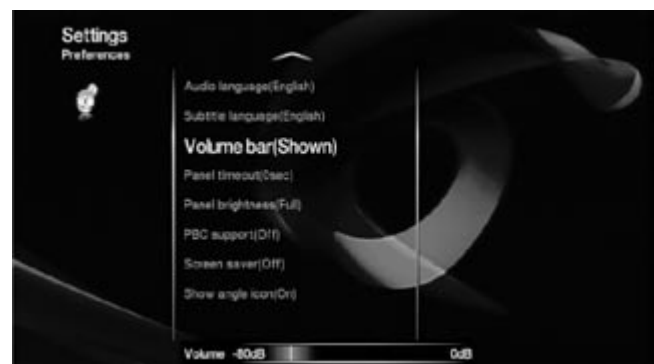 Settings
Preferences
Audio language(English)
Subtitle language(English)
Volume bar(Shown)
Panel timeout(0sec)
Panel brightness(Full)
PBC support(Off)
Screen saver(Off)
Show angle icon(On)
Volume -80dB 0dB